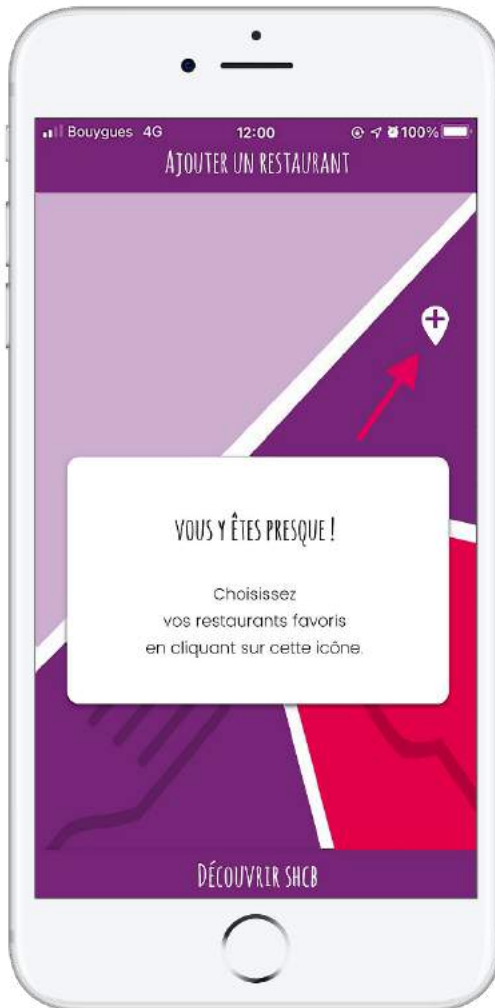 Bouygues 4G 12:00 100%
AJOUTER UN RESTAURANT
VOUS Y ÊTES PRESQUE !
Choisissez
vos restaurants favoris
en cliquant sur cette icône.
DÉCOUVRIR SHCB